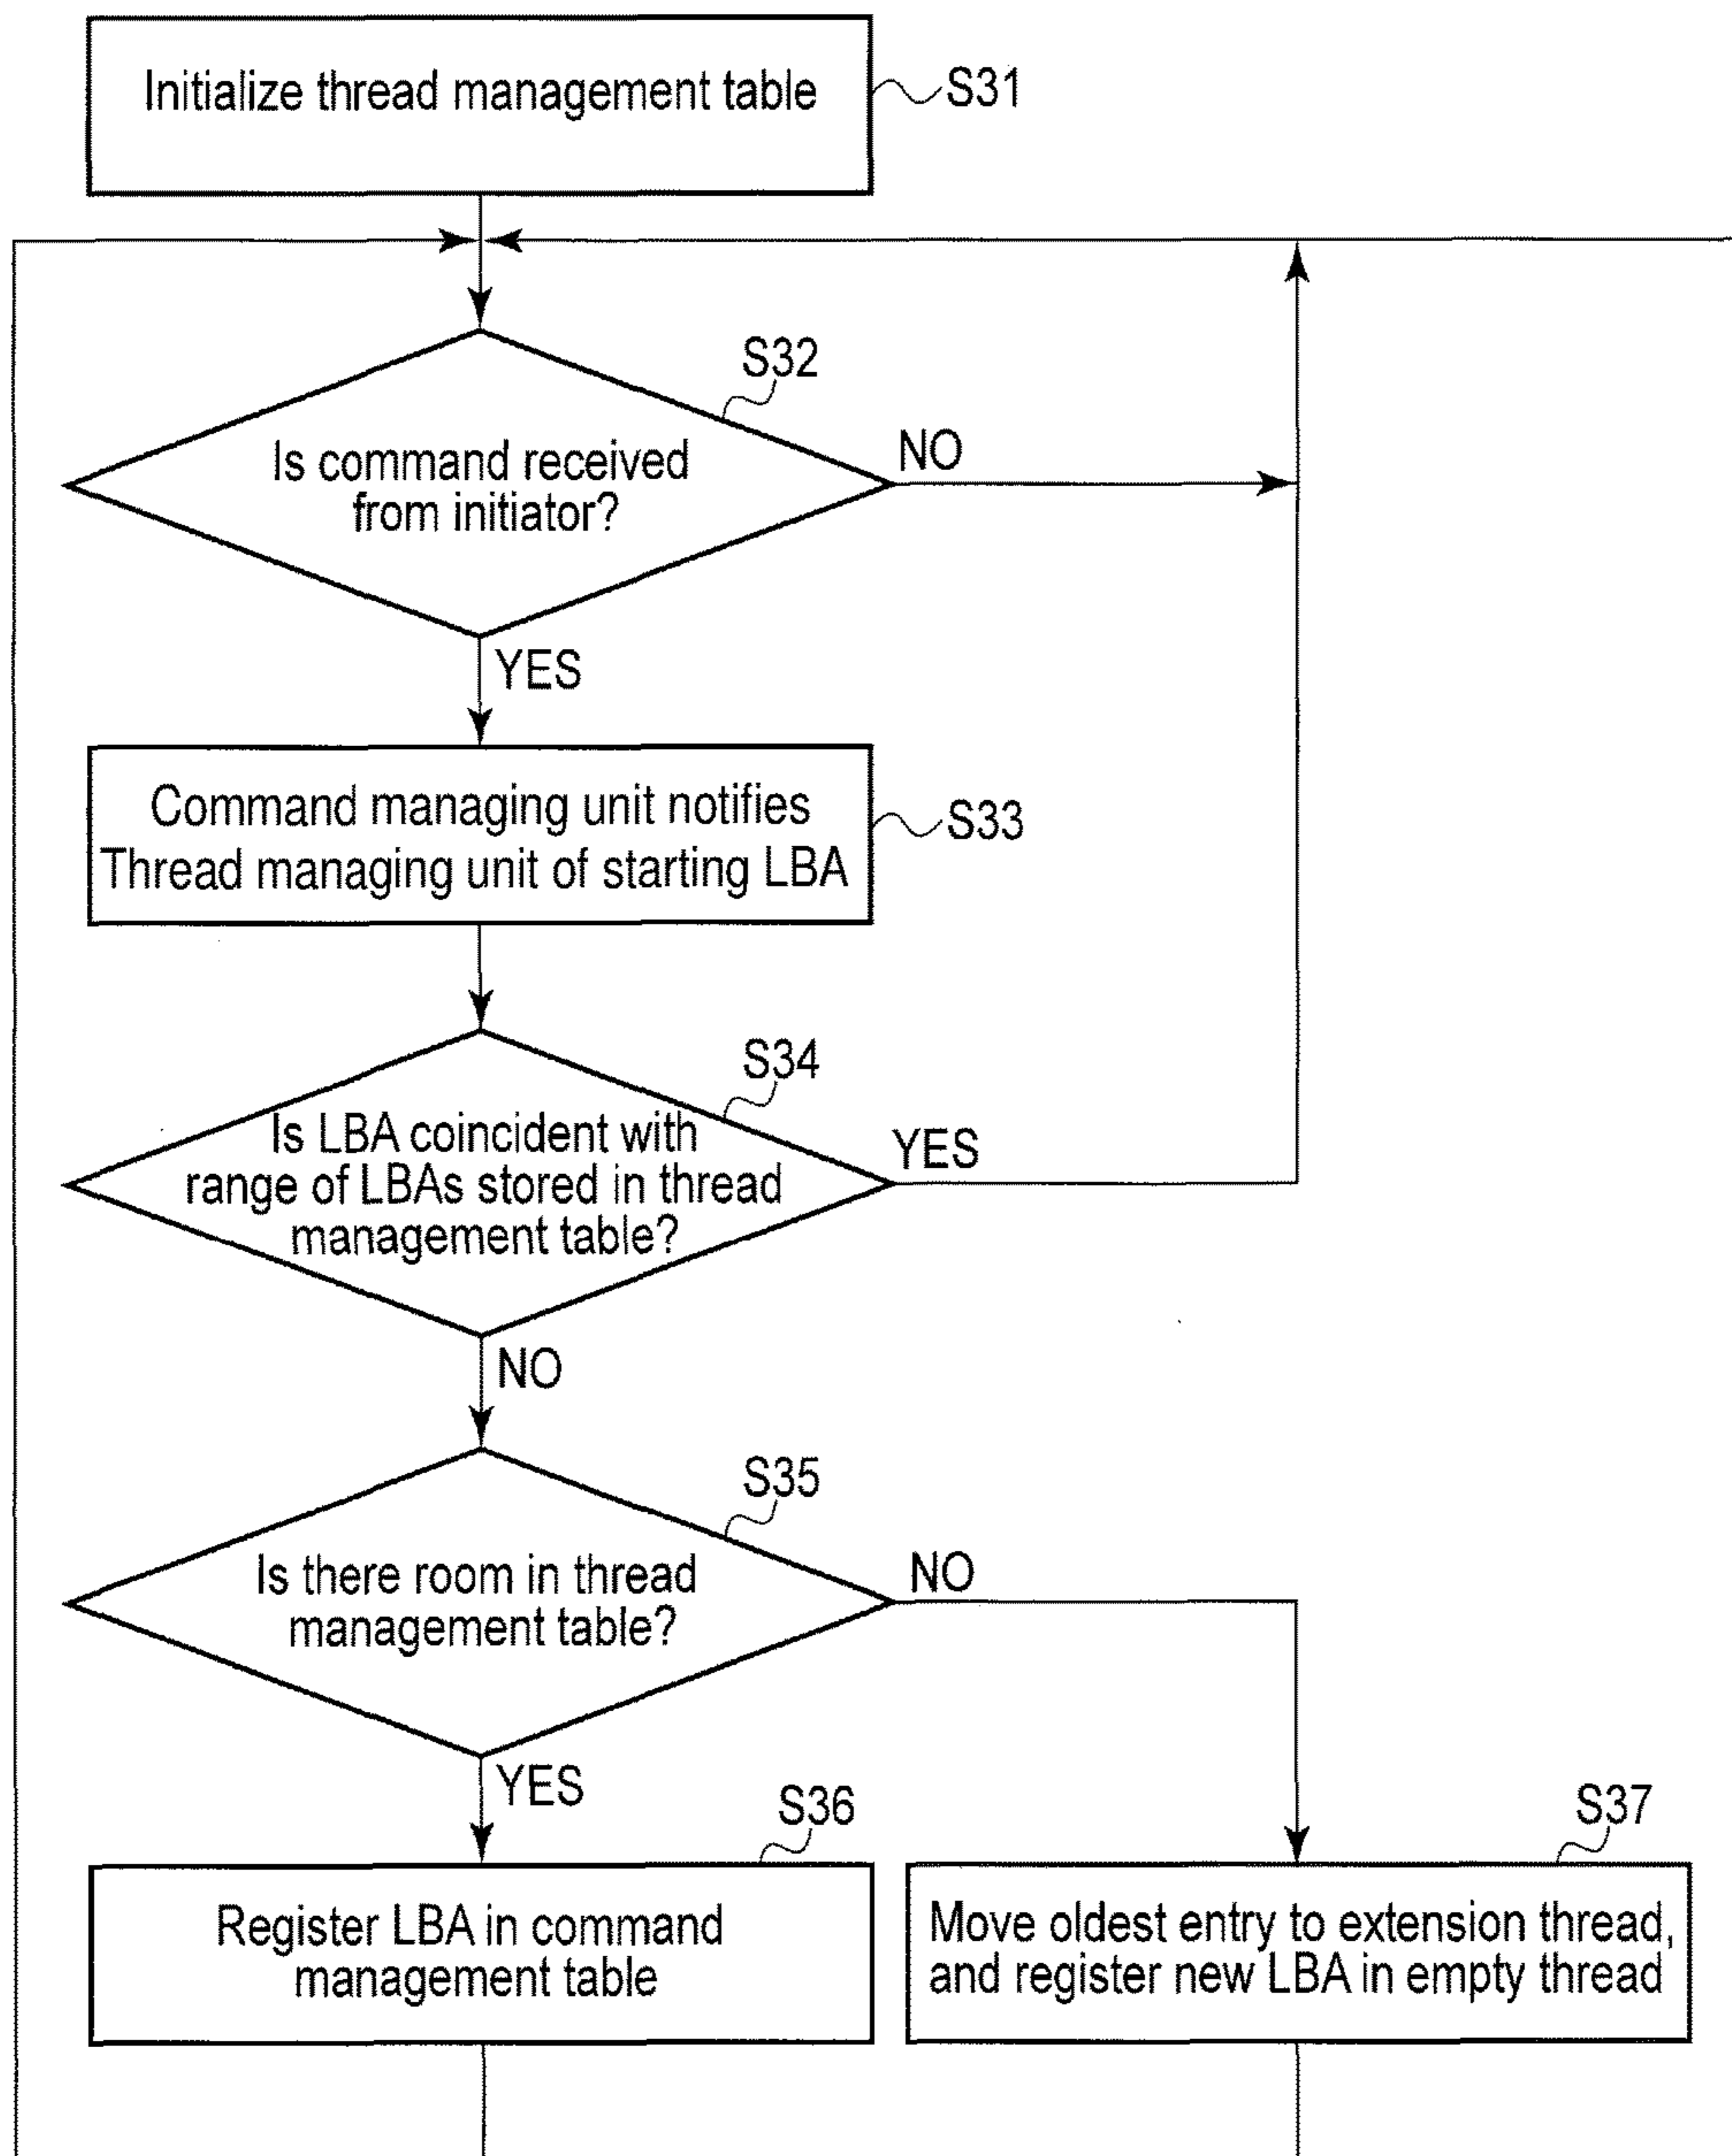 Initialize thread management table
S31
S32
Is command received
from initiator?
NO
YES
Command managing unit notifies
Thread managing unit of starting LBA
S33
S34
Is LBA coincident with
range of LBAs stored in thread
management table?
YES
NO
S35
Is there room in thread
management table?
NO
YES
S36
Register LBA in command
management table
S37
Move oldest entry to extension thread,
and register new LBA in empty thread